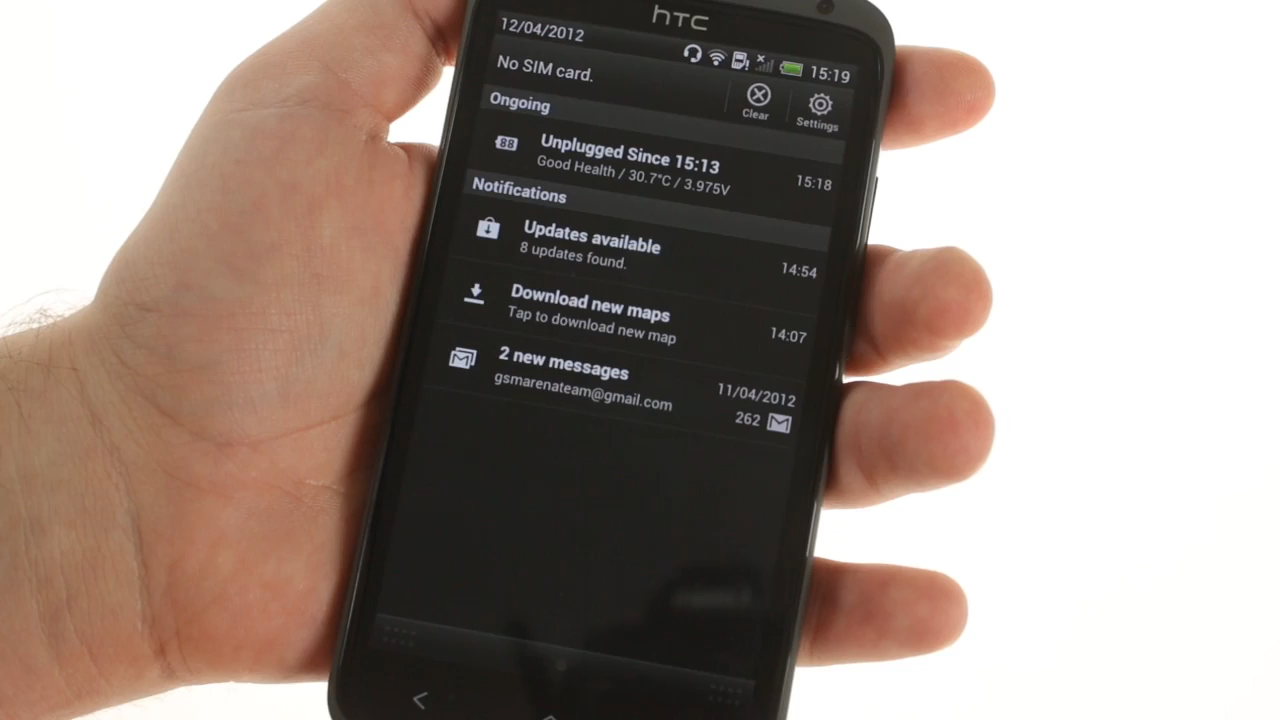 hTC
12/04/2012
15:19
No SIM card.
Clear
Settings
Ongoing
88
Unplugged Since 15:13
Good Health / 30.7°C / 3.975V
15:18
Notifications
Updates available
8 updates found.
14:54
Download new maps
Tap to download new map
14:07
2 new messages
gsmarenateam@gmail.com
11/04/2012
262